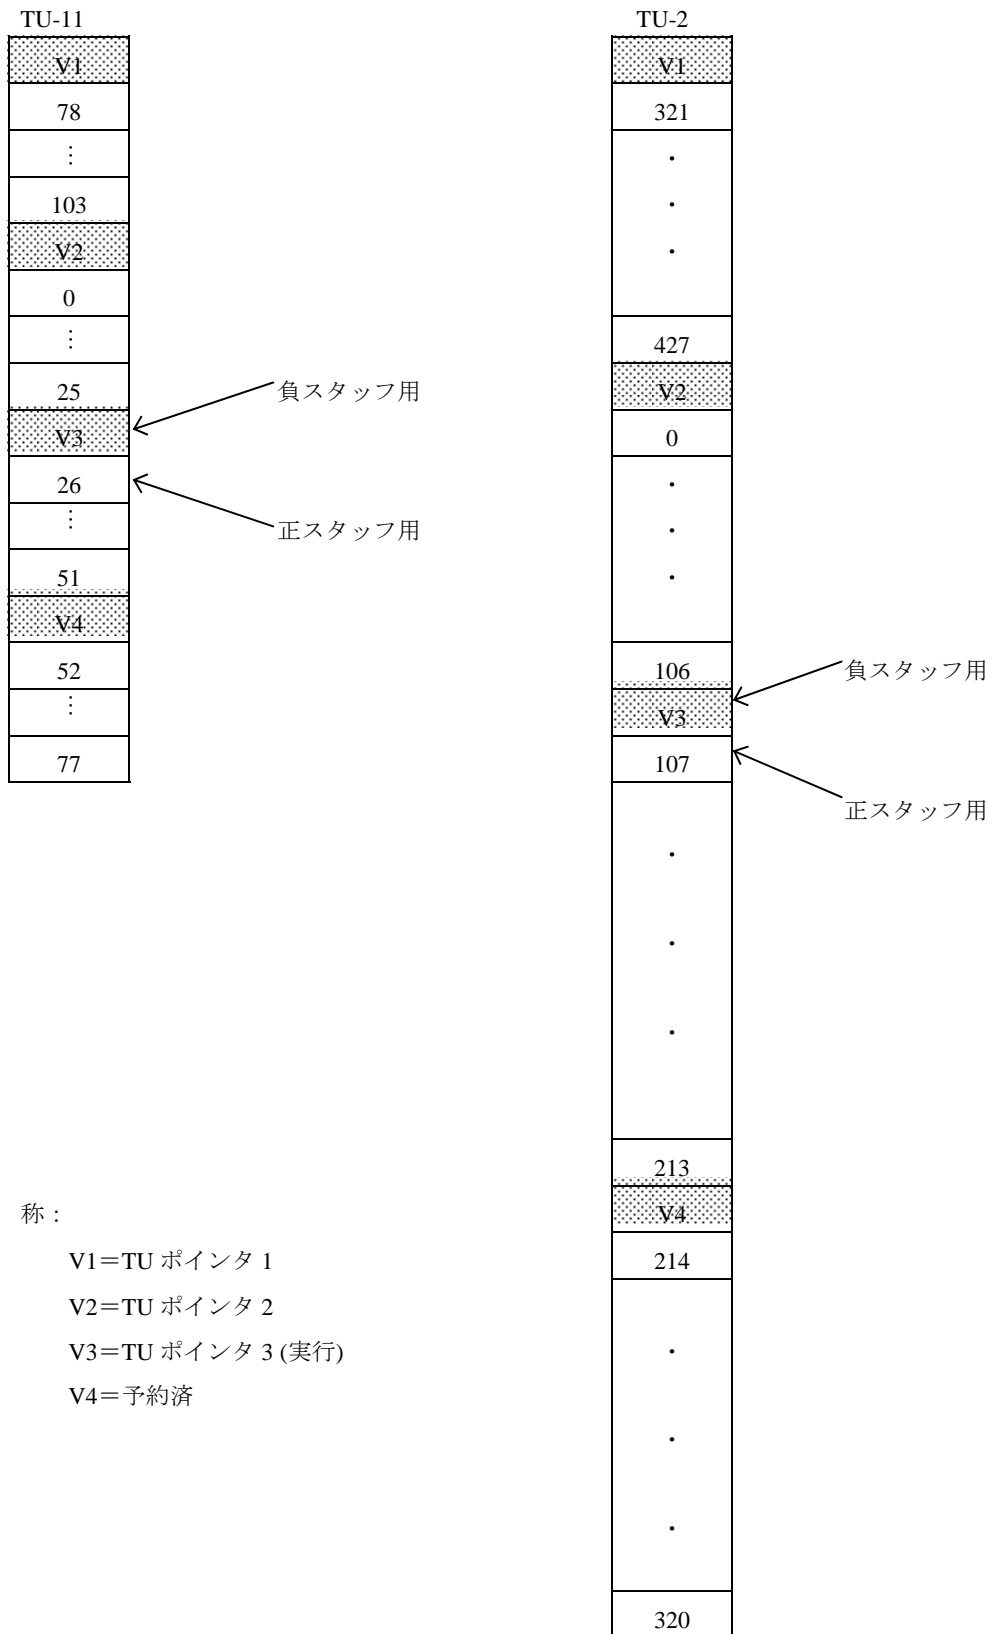 TU-11
V1
78
⋮
103
V2
0
⋮
25
V3
26
⋮
51
V4
52
⋮
77
負スタッフ用
正スタッフ用
TU-2
V1
321
・
・
・
427
V2
0
・
・
・
106
V3
107
・
・
・
213
V4
214
・
・
・
320
負スタッフ用
正スタッフ用
称：
V1＝TU ポインタ 1
V2＝TU ポインタ 2
V3＝TU ポインタ 3 (実行)
V4＝予約済